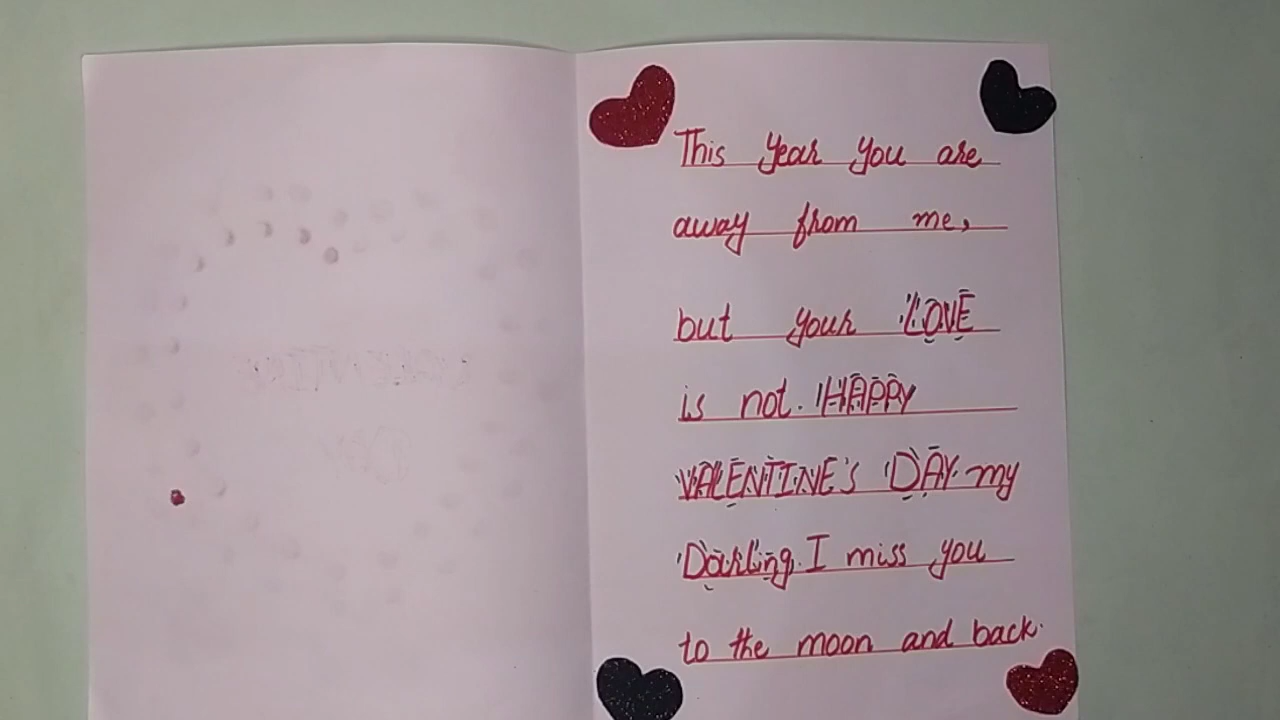 This year you are
away from me,
but your LOVE
is not. HAPPY
VALENTINE's DAY my
Darling. I miss you
to the moon and back.